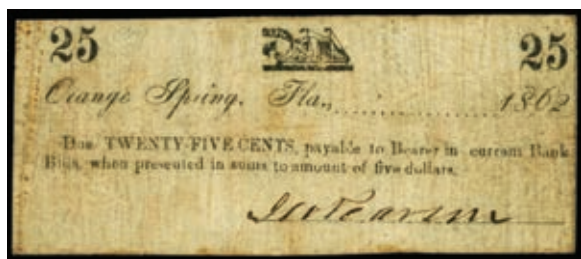 25 25
Orange Spring, Fla., 1862
Due TWENTY-FIVE CENTS, payable to Bearer in current Bank
Bills, when presented in sums to amount of five dollars.